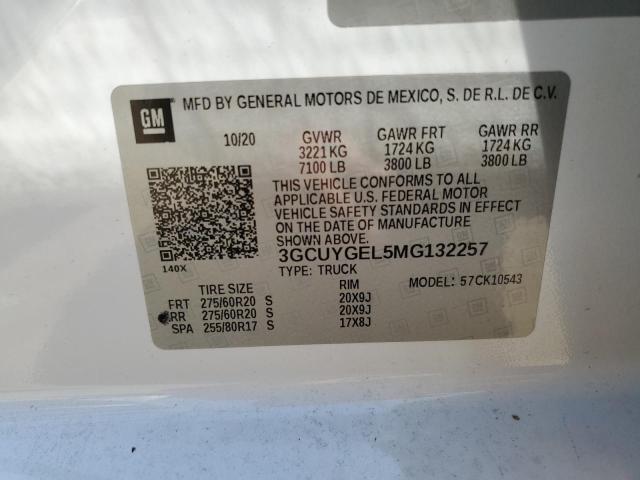 GM
MFD BY GENERAL MOTORS DE MEXICO, S. DE R.L. DE C.V.
10/20 GVWR GAWR FRT GAWR RR
3221 KG 1724 KG 1724 KG
7100 LB 3800 LB 3800 LB
THIS VEHICLE CONFORMS TO ALL
APPLICABLE U.S. FEDERAL MOTOR
VEHICLE SAFETY STANDARDS IN EFFECT
ON THE DATE OF MANUFACTURE
SHOWN ABOVE.
140X
3GCUYGEL5MG132257
TYPE: TRUCK MODEL: 57CK10543
TIRE SIZE RIM
FRT 275/60R20 S 20X9J
RR 275/60R20 S 20X9J
SPA 255/80R17 S 17X8J